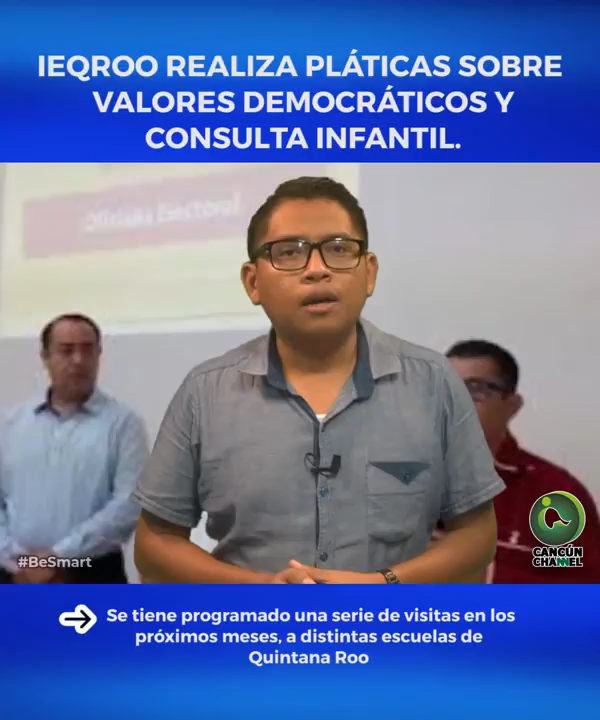 IEQROO REALIZA PLÁTICAS SOBRE
VALORES DEMOCRÁTICOS Y
CONSULTA INFANTIL.
Electoral
#BeSmart
CANCÚN
CHANNEL
Se tiene programado una serie de visitas en los
próximos meses, a distintas escuelas de
Quintana Roo